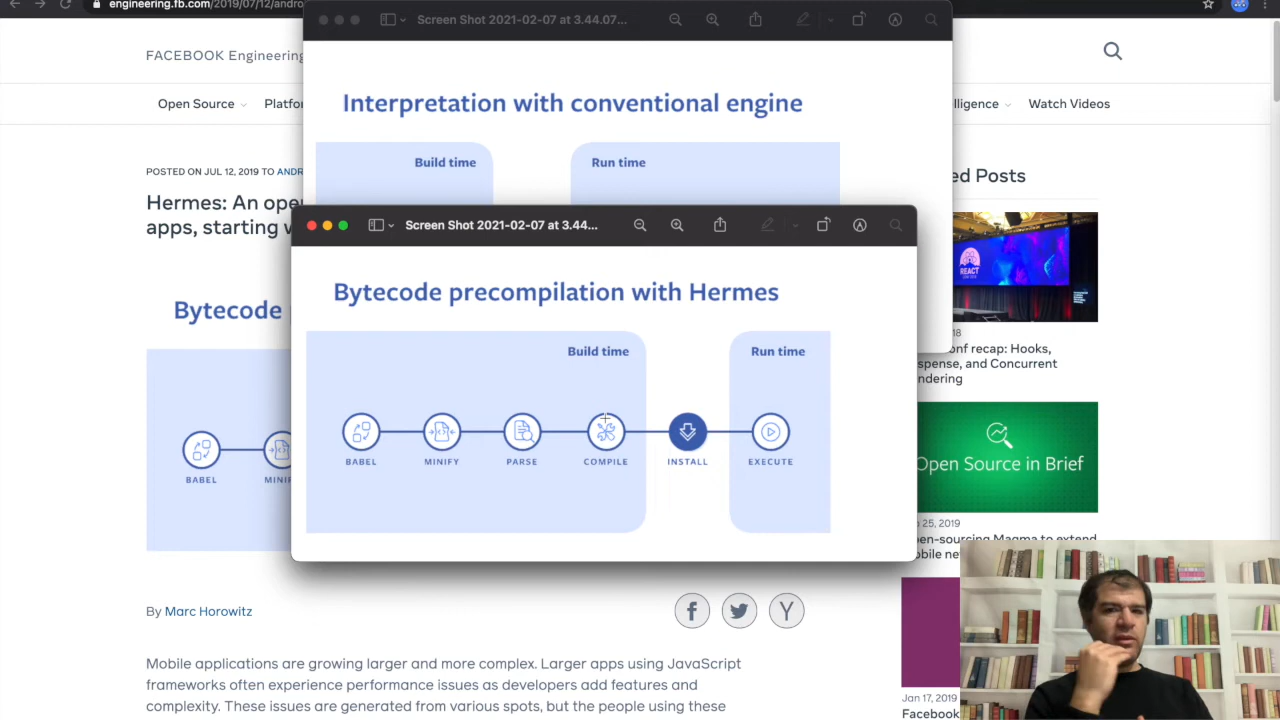 engineering.fb.com/2019/07/12/andro
Screen Shot 2021-02-07 at 3.44.07...
FACEBOOK Engineering
Open Source
Platfor
lligence
Watch Videos
Interpretation with conventional engine
Build time
Run time
POSTED ON JUL 12, 2019 TO ANDR
Hermes: An ope
apps, starting w
ed Posts
Screen Shot 2021-02-07 at 3.44...
Bytecode precompilation with Hermes
Build time
Run time
BABEL
MINIFY
PARSE
COMPILE
INSTALL
EXECUTE
Bytecode
BABEL
MINIF
REACT
18
onf recap: Hooks,
spense, and Concurrent
ndering
Open Source in Brief
25, 2019
pen-sourcing Magma to extend
obile ne
Jan 17, 2019
Facebook
By Marc Horowitz
f
Y
Mobile applications are growing larger and more complex. Larger apps using JavaScript
frameworks often experience performance issues as developers add features and
complexity. These issues are generated from various spots, but the people using these